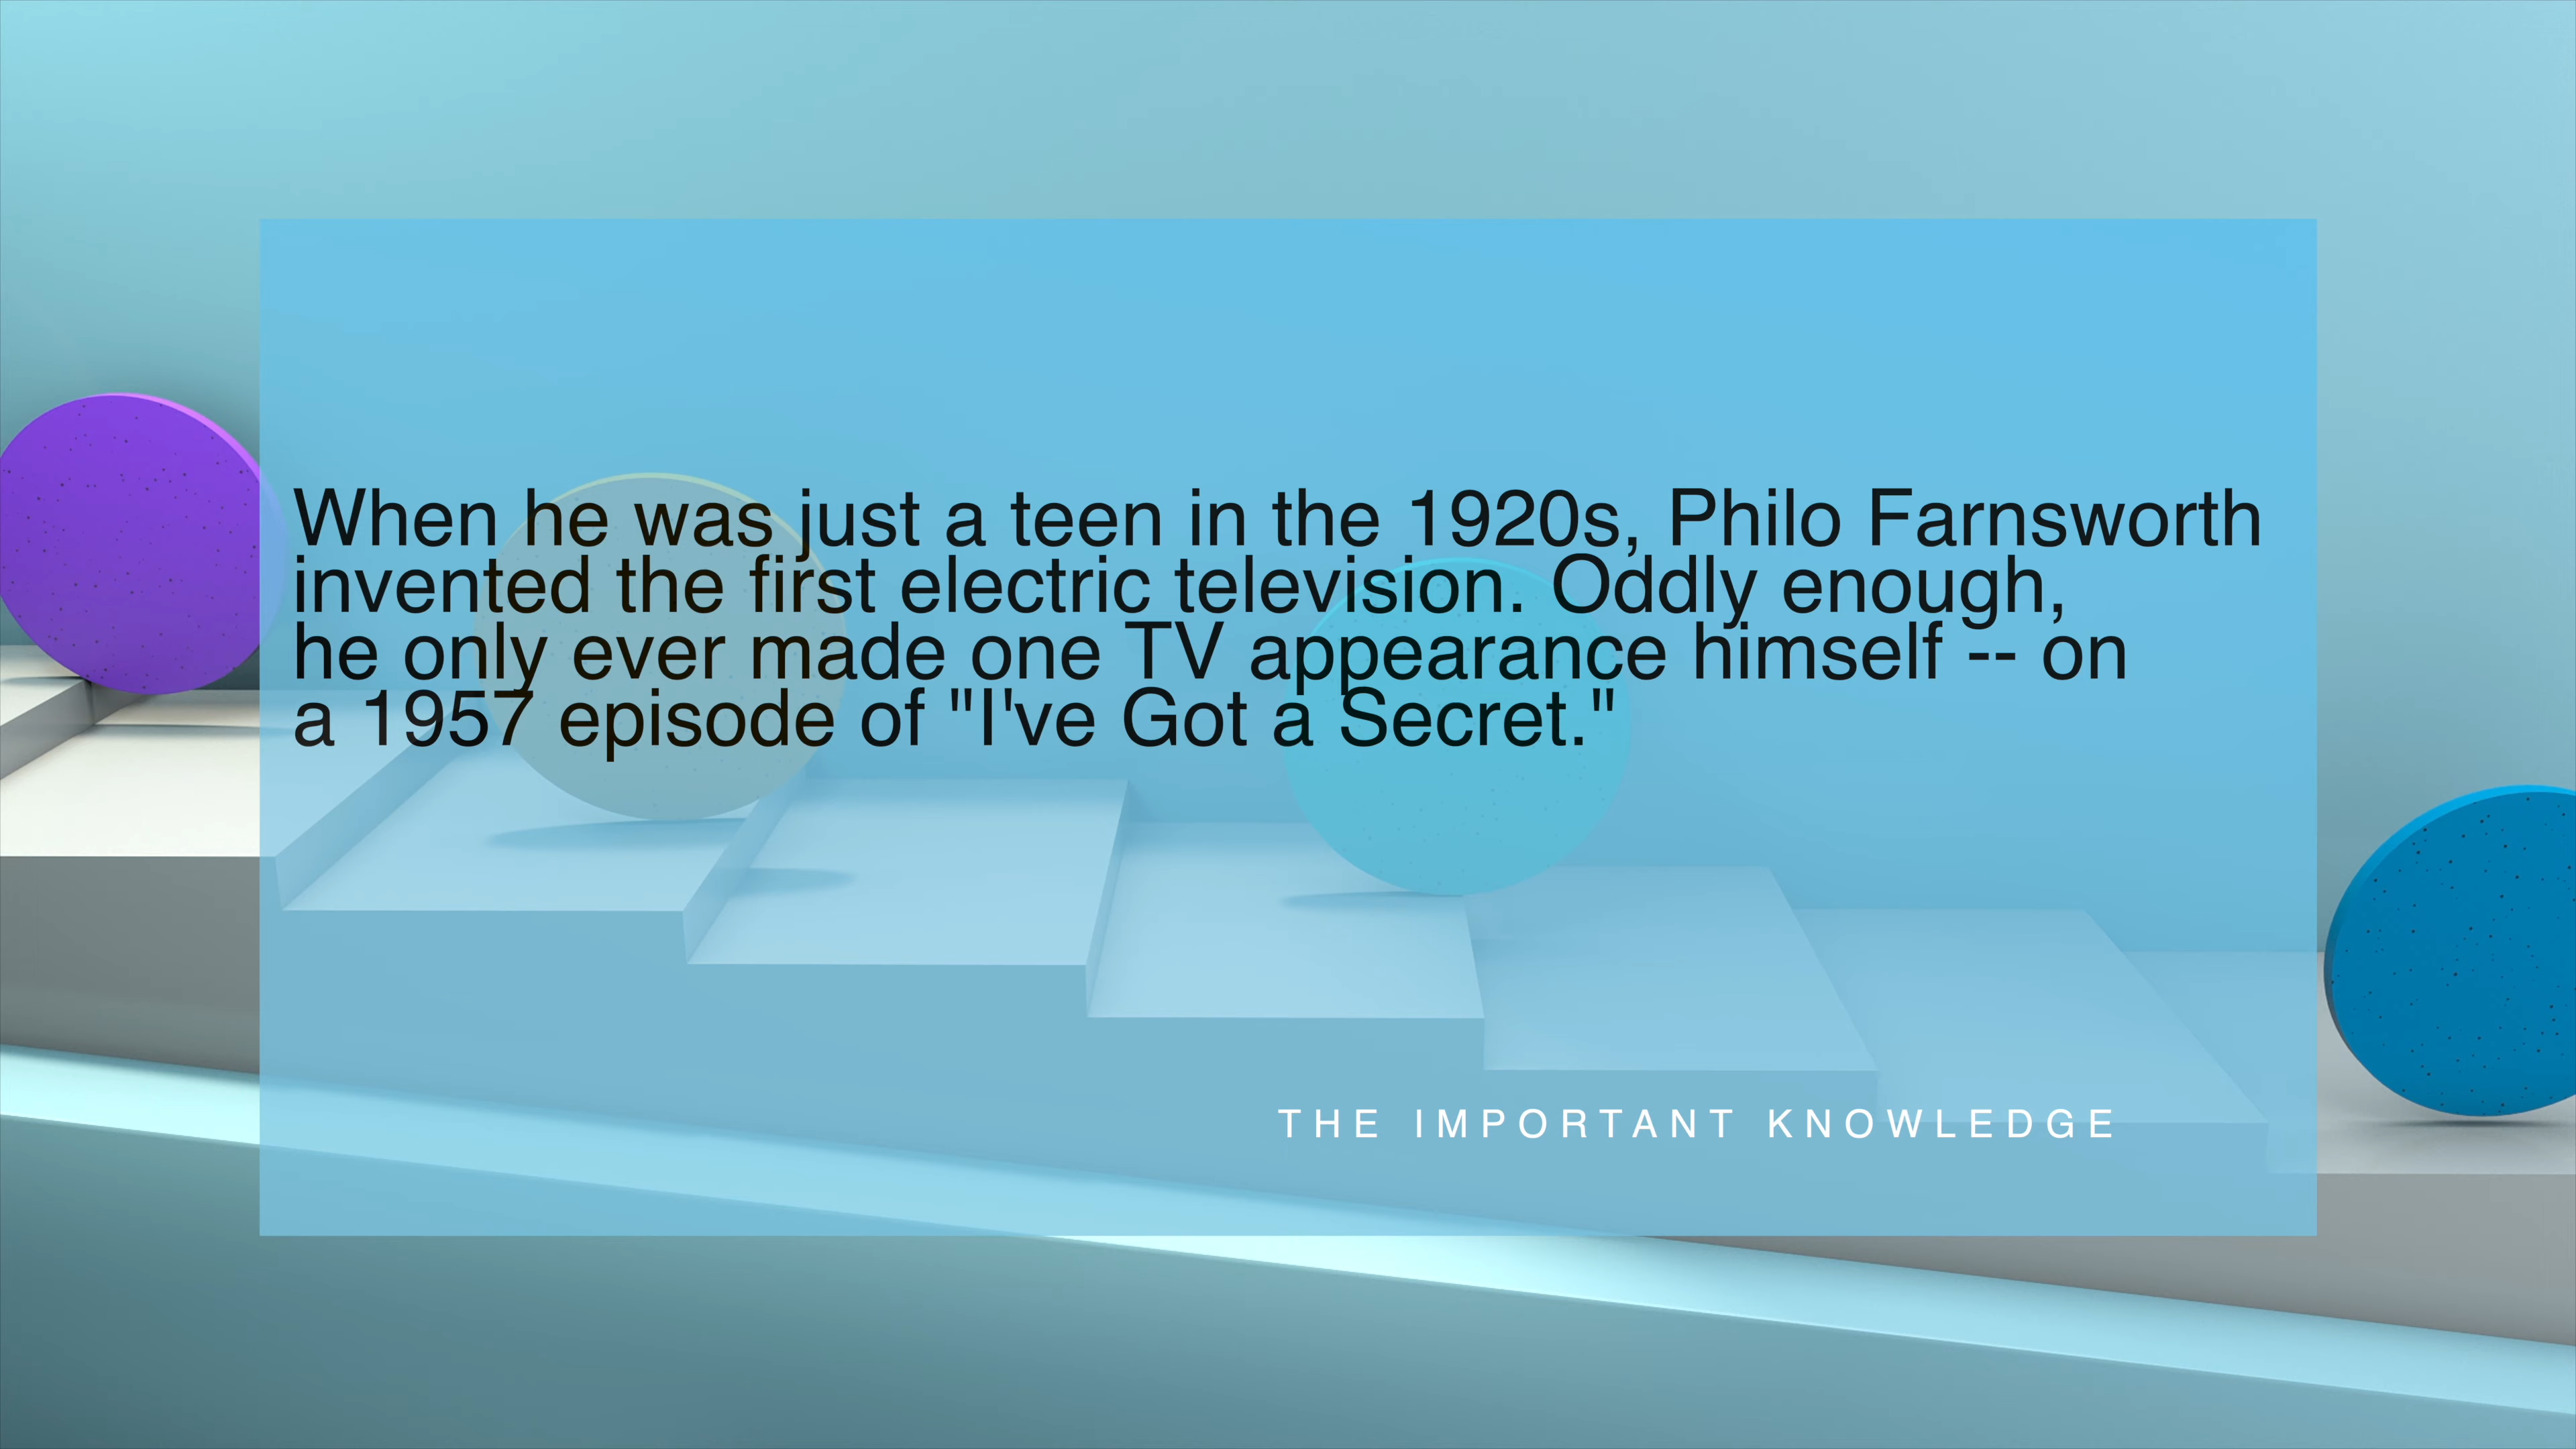 When he was just a teen in the 1920s, Philo Farnsworth
invented the first electric television. Oddly enough,
he only ever made one TV appearance himself -- on
a 1957 episode of "I've Got a Secret."
THE IMPORTANT KNOWLEDGE